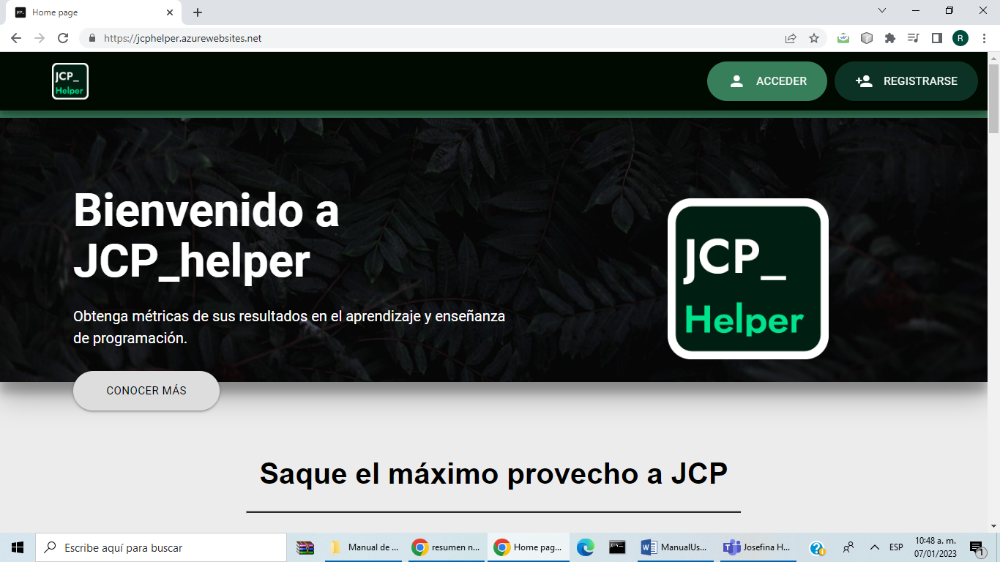 JCP_
Home page
https://jcphelper.azurewebsites.net
R
JCP_
Helper
ACCEDER
REGISTRARSE
Bienvenido a
JCP_helper
Obtenga métricas de sus resultados en el aprendizaje y enseñanza
de programación.
JCP_
Helper
CONOCER MÁS
Saque el máximo provecho a JCP
Escribe aquí para buscar
Manual de ...
resumen n...
Home pag...
ManualUs...
Josefina H...
ESP
10:48 a. m.
07/01/2023
1